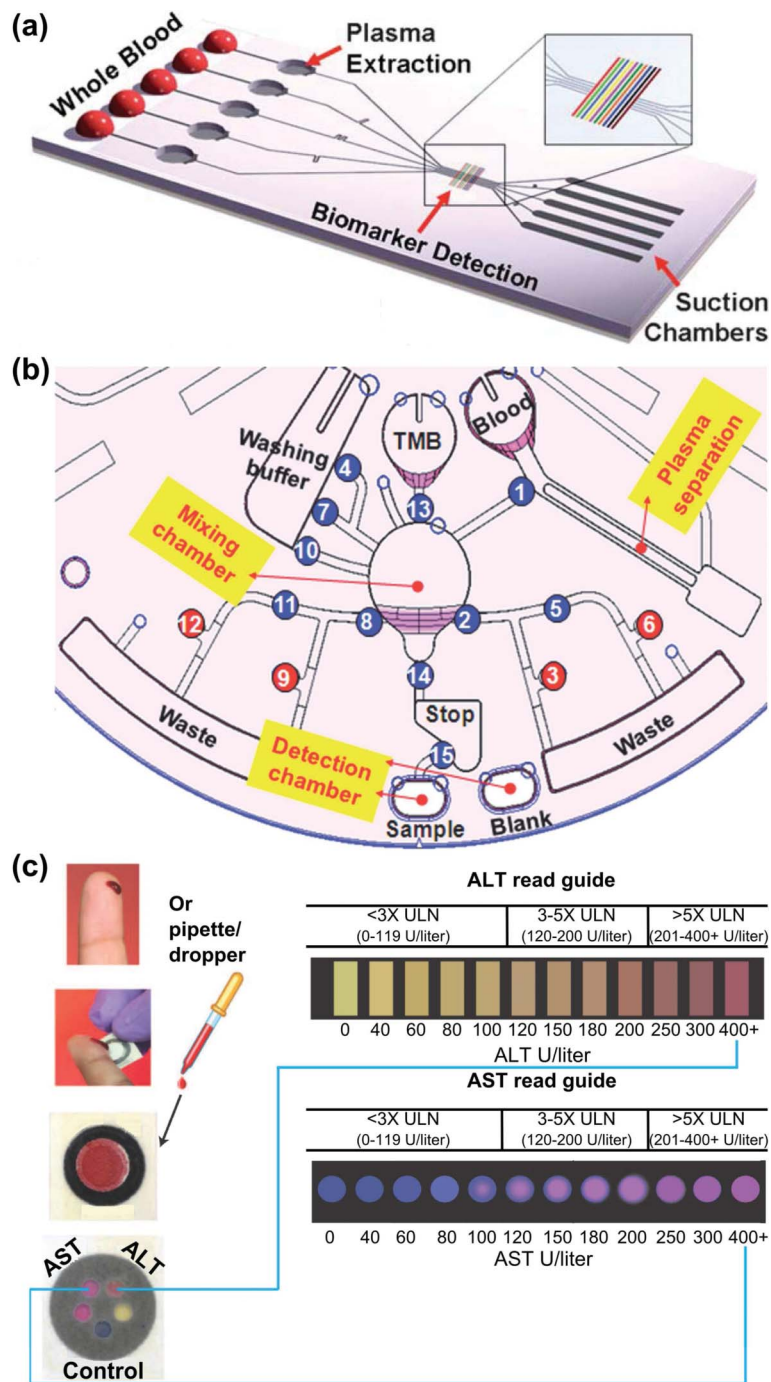 (a)
Whole Blood
Plasma
Extraction
Biomarker Detection
Suction
Chambers
(b)
Washing
buffer
TMB
Blood
Plasma
separation
4
1
7
13
Mixing
chamber
10
12
11
8
2
5
6
9
14
3
Stop
Waste
Waste
15
Detection
chamber
Sample
Blank
(c)
Or
pipette/
dropper
ALT read guide
<3X ULN 3-5X ULN >5X ULN
(0-119 U/liter) (120-200 U/liter) (201-400+ U/liter)
0 40 60 80 100 120 150 180 200 250 300 400+
ALT U/liter
AST read guide
<3X ULN 3-5X ULN >5X ULN
(0-119 U/liter) (120-200 U/liter) (201-400+ U/liter)
0 40 60 80 100 120 150 180 200 250 300 400+
AST U/liter
AST ALT
Control